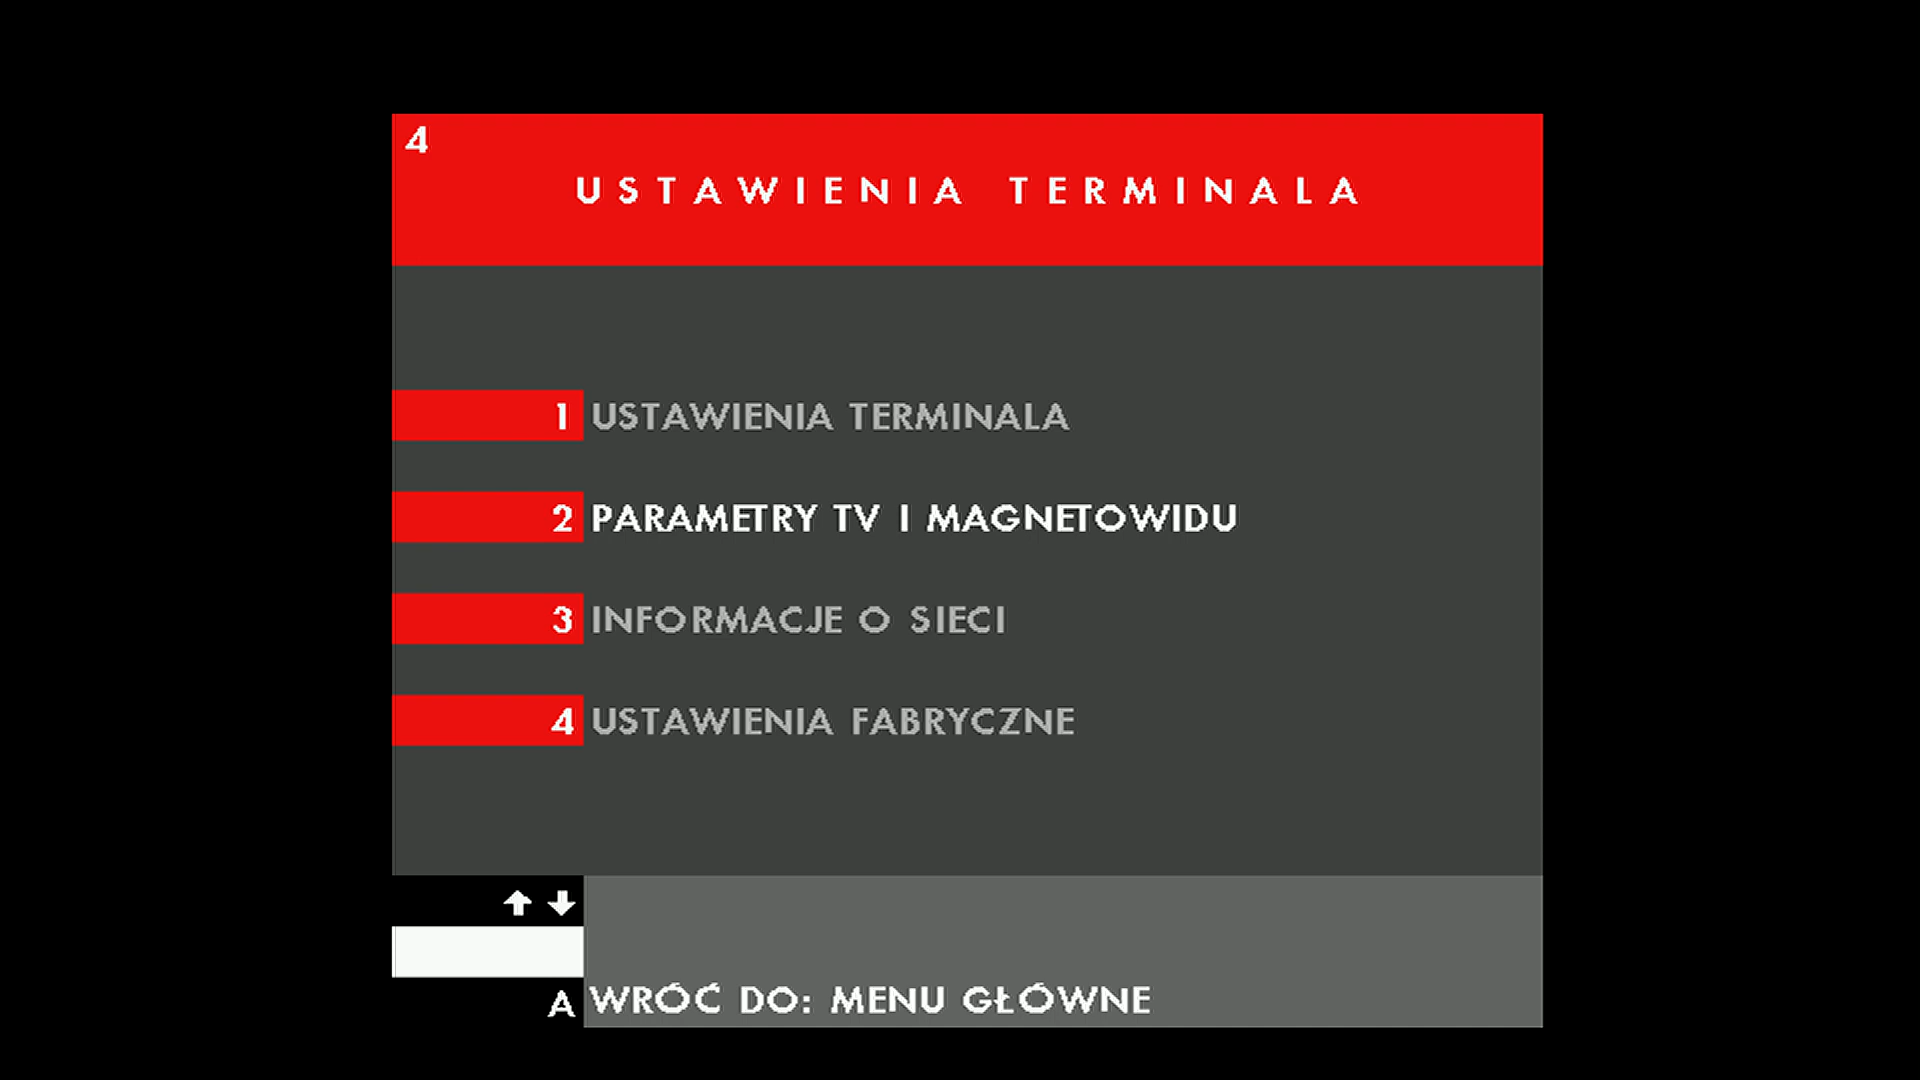 4
USTAWIENIA TERMINALA
1 USTAWIENIA TERMINALA
2 PARAMETRY TV I MAGNETOWIDU
3 INFORMACJE O SIECI
4 USTAWIENIA FABRYCZNE
A WRÓĆ DO: MENU GŁÓWNE